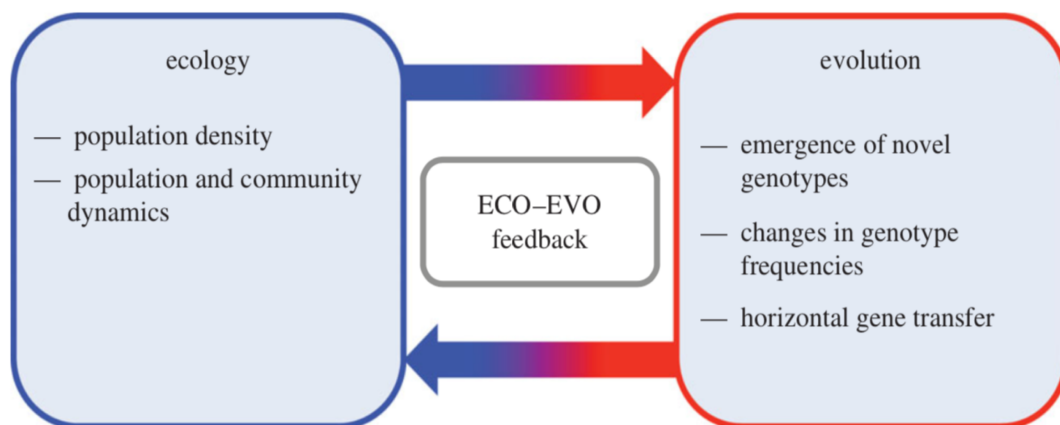 ecology
— population density
— population and community
dynamics
ECO–EVO
feedback
evolution
— emergence of novel
genotypes
— changes in genotype
frequencies
— horizontal gene transfer